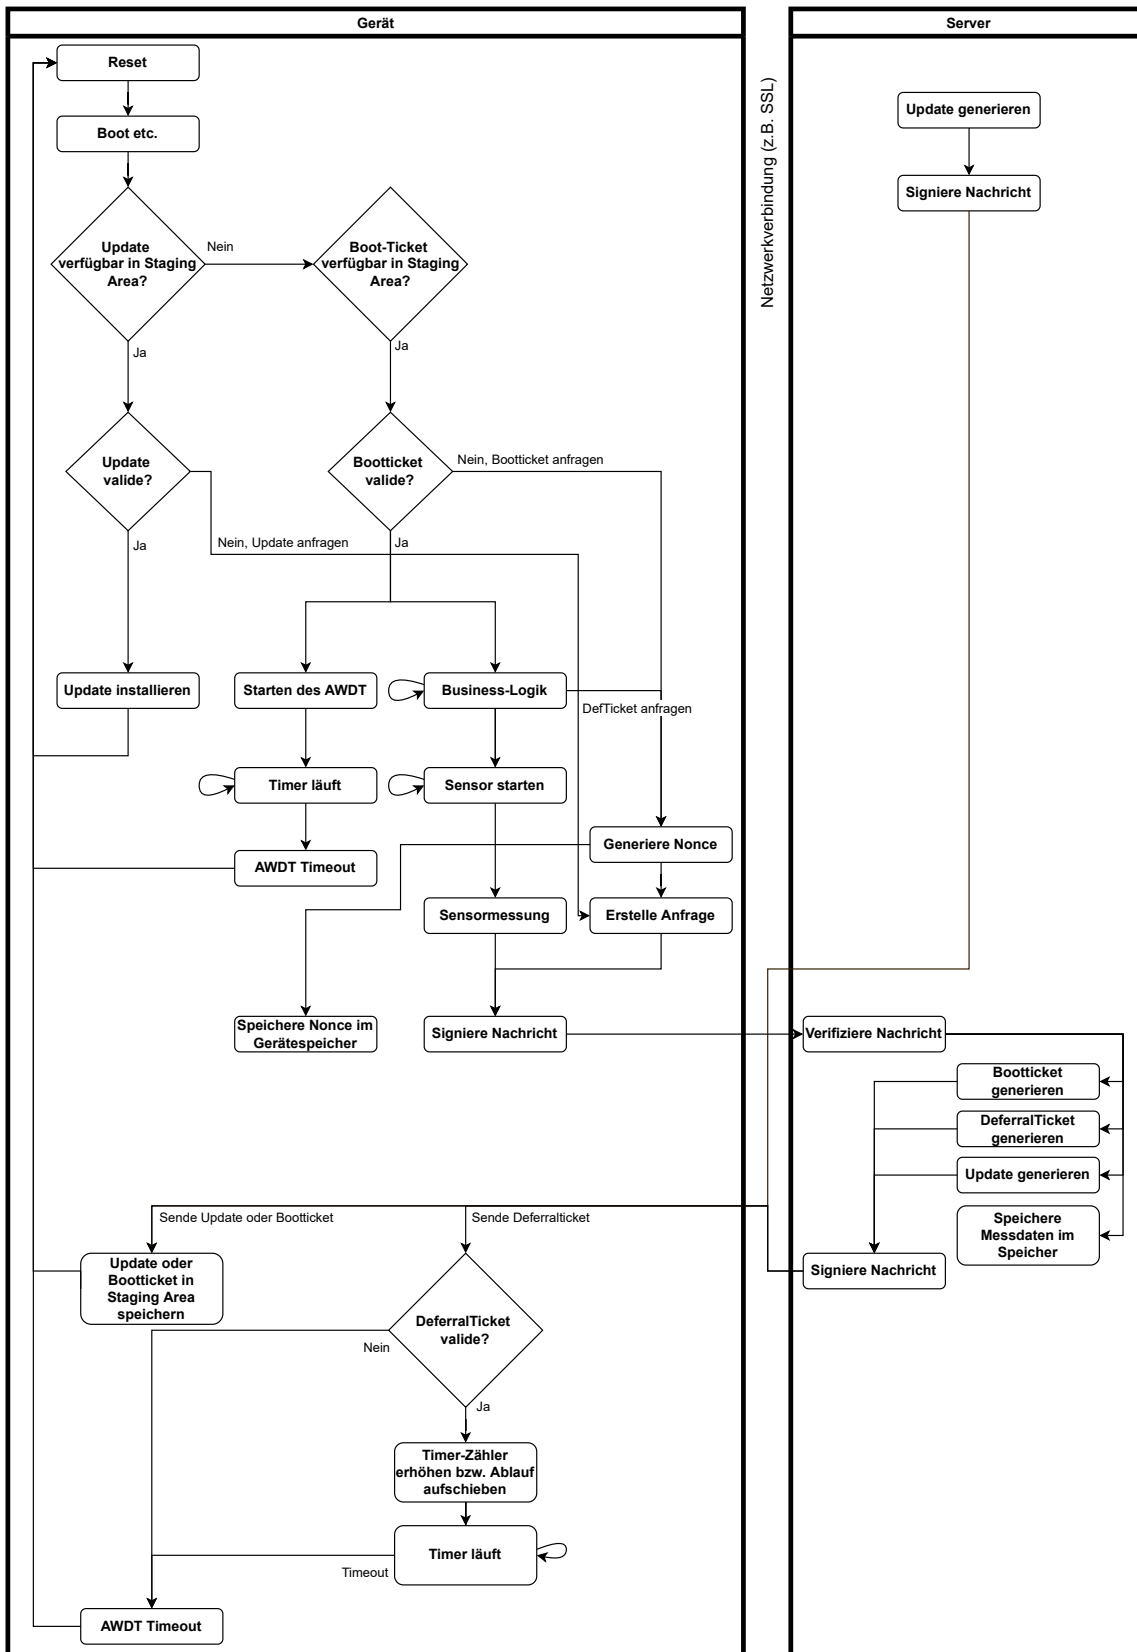 Gerät
Server
Reset
Boot etc.
Update
verfügbar in Staging
Area?
Nein
Boot-Ticket
verfügbar in Staging
Area?
Netzwerkverbindung (z.B. SSL)
Update generieren
Signiere Nachricht
Ja
Ja
Update
valide?
Bootticket
valide?
Nein, Bootticket anfragen
Ja
Nein, Update anfragen
Ja
Update installieren
Starten des AWDT
Business-Logik
DefTicket anfragen
Timer läuft
Sensor starten
AWDT Timeout
Generiere Nonce
Sensormessung
Erstelle Anfrage
Speichere Nonce im
Gerätespeicher
Signiere Nachricht
Verifiziere Nachricht
Bootticket
generieren
DeferralTicket
generieren
Update generieren
Speichere
Messdaten im
Speicher
Signiere Nachricht
Sende Update oder Bootticket
Sende Deferralticket
Update oder
Bootticket in
Staging Area
speichern
DeferralTicket
valide?
Nein
Ja
Timer-Zähler
erhöhen bzw. Ablauf
aufschieben
Timer läuft
Timeout
AWDT Timeout